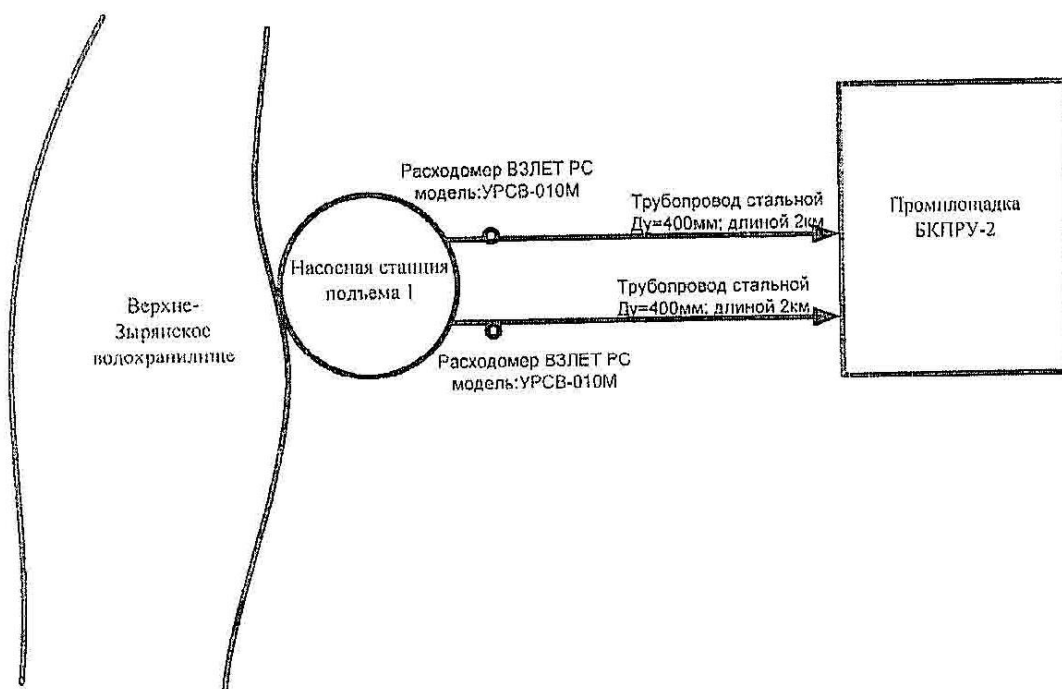 Расходомер ВЗЛЕТ РС
модель:УРСВ-010М
Трубопровод стальной
Ду=400мм; длиной 2км
Промплощадка
БКПРУ-2
Насосная станция
подъема 1
Верхне-
Зырянское
водохранилище
Трубопровод стальной
Ду=400мм; длиной 2км
Расходомер ВЗЛЕТ РС
модель:УРСВ-010М